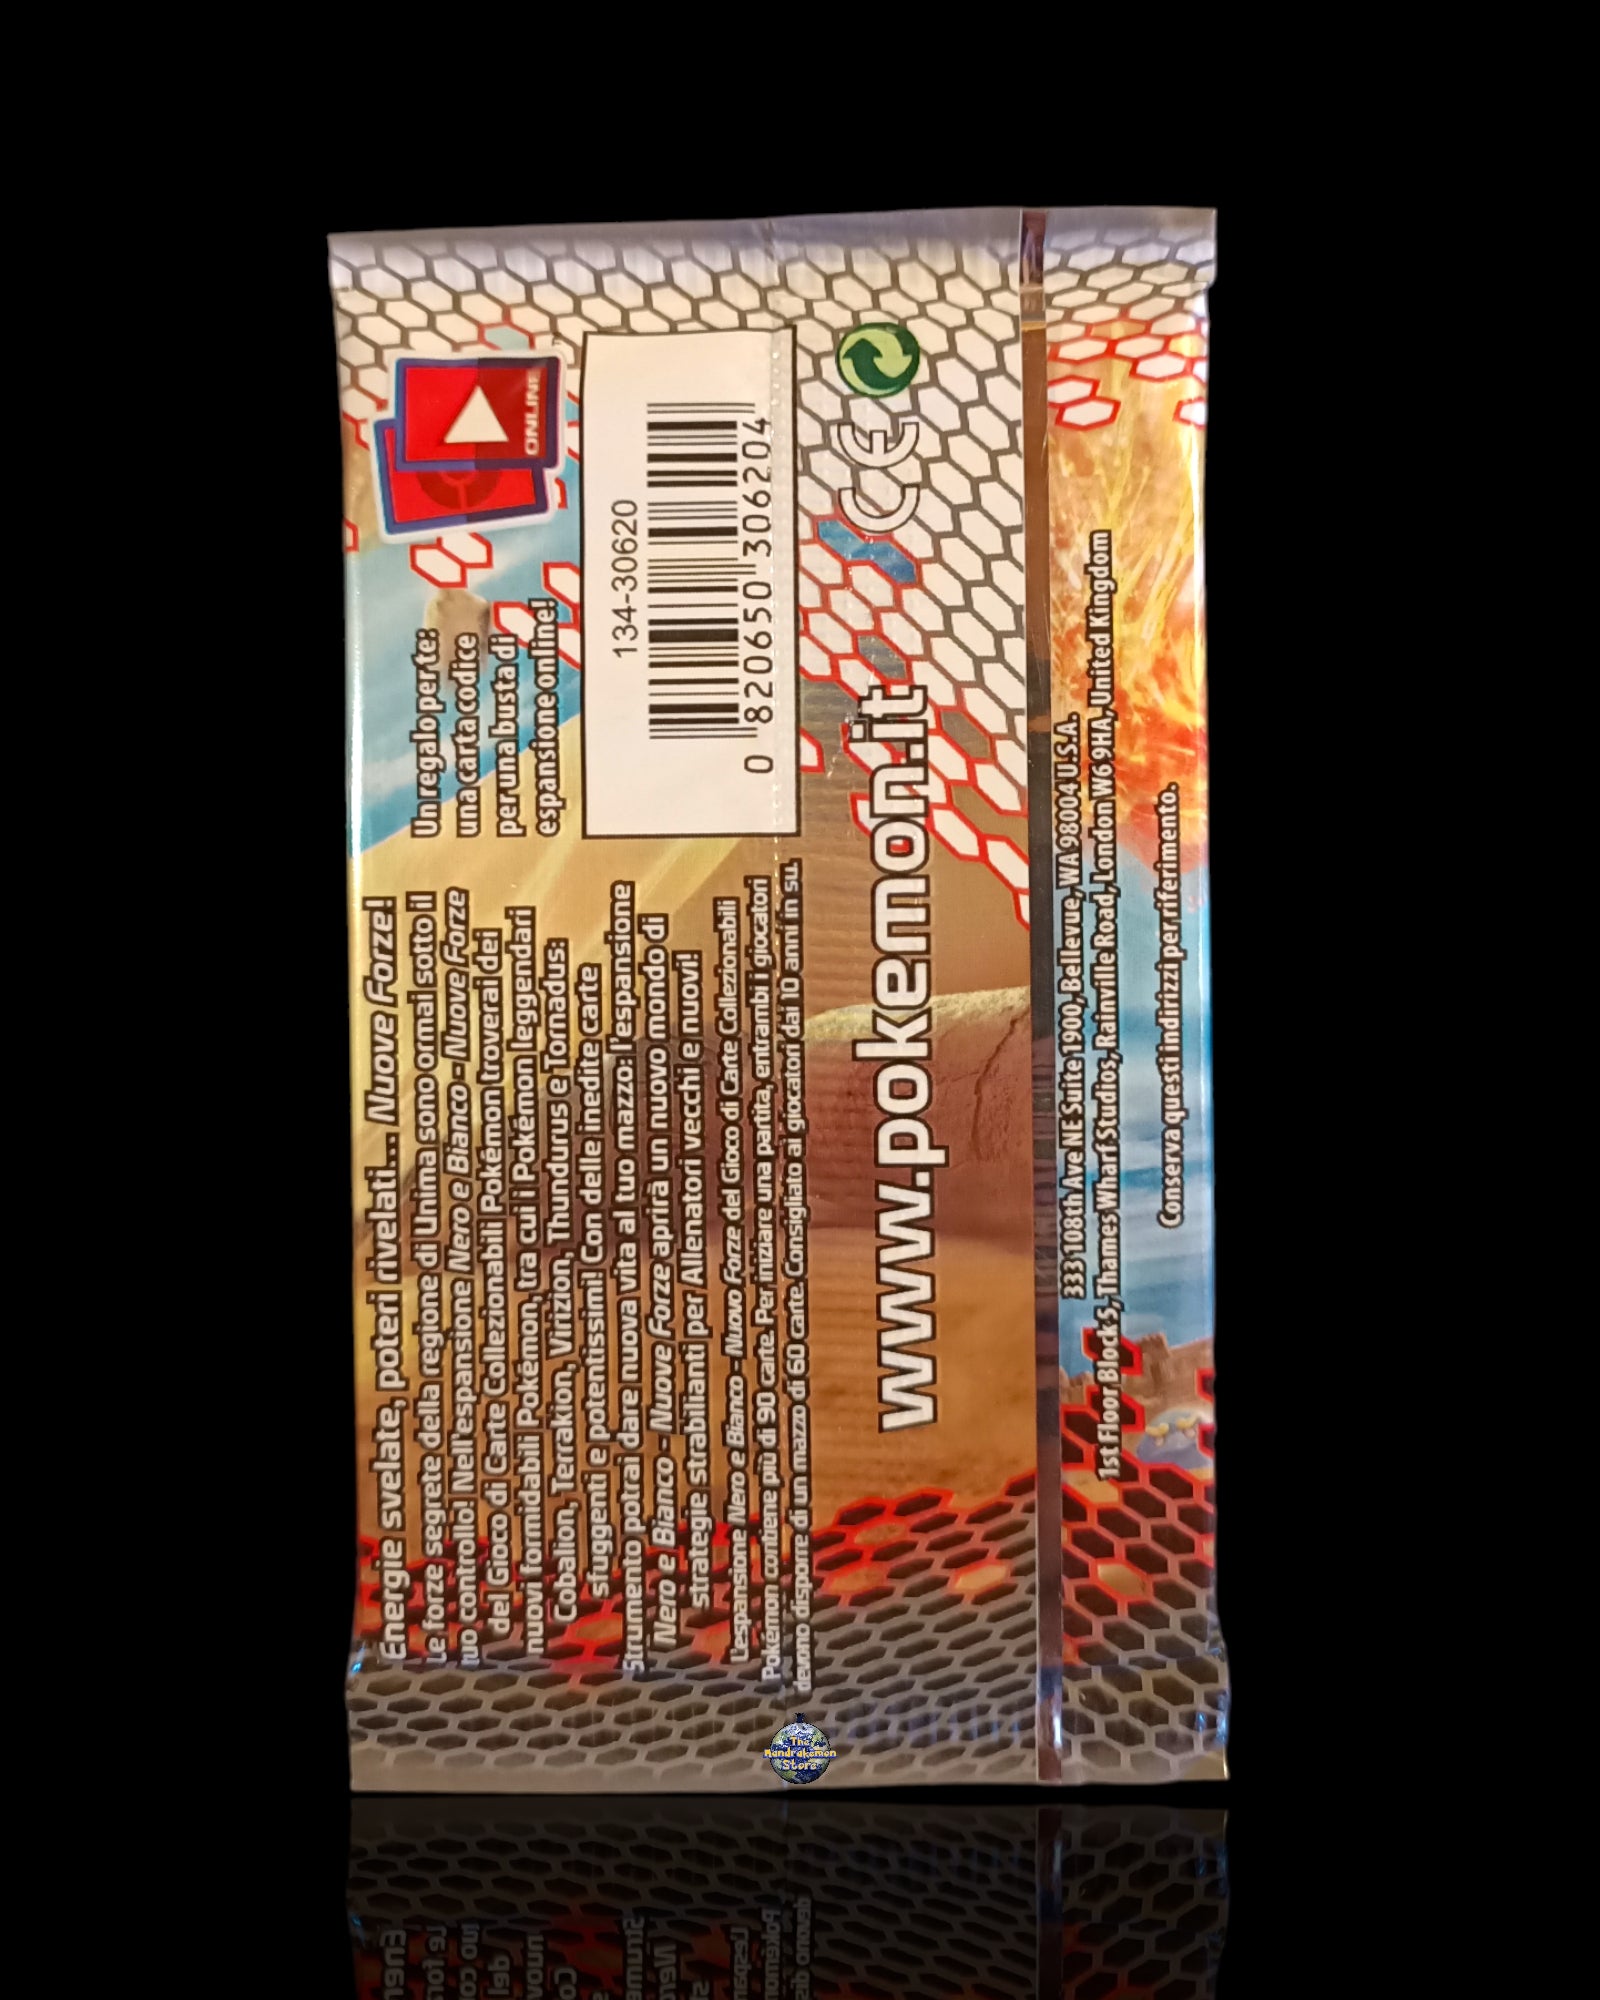 Energie svelate, poteri rivelati... Nuove Forze!
Le forze segrete della regione di Unima sono ormai sotto il
tuo controllo! Nell'espansione Nero e Bianco - Nuove Forze
del Gioco di Carte Collezionabili Pokémon troverai dei
nuovi formidabili Pokémon, tra cui i Pokémon leggendari
Cobalion, Terrakion, Virizion, Thundurus e Tornadus:
sfuggenti e potentissimi! Con delle inedite carte
Strumento potrai dare nuova vita al tuo mazzo: l'espansione
Nero e Bianco - Nuove Forze aprirà un nuovo mondo di
strategie strabilianti per Allenatori vecchi e nuovi!
L'espansione Nero e Bianco - Nuovo Forze del Gioco di Carte Collezionabili
Pokémon contiene più di 90 carte. Per iniziare una partita, entrambi i giocatori
devono disporre di un mazzo di 60 carte. Consigliato ai giocatori dai 10 anni in su.
Un regalo per te:
una carta codice
per una busta di
espansione online!
ONLINE
134-30620
0 820650 306204
www.pokemon.it
CE
333 108th Ave NE Suite 1900, Bellevue, WA 98004 U.S.A.
1st Floor Block 5, Thames Wharf Studios, Rainville Road, London W6 9HA, United Kingdom
Conserva questi indirizzi per riferimento.
The
Mandrakemon
Store